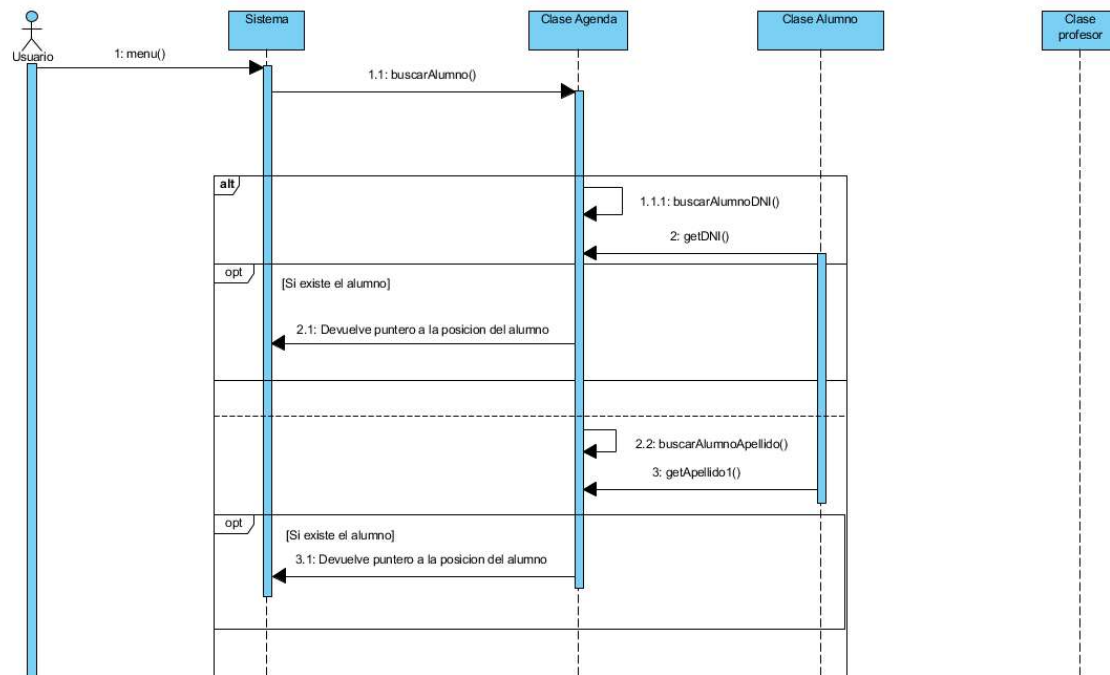 Usuario
Sistema
Clase Agenda
Clase Alumno
Clase
profesor
1: menu()
1.1: buscarAlumno()
alt
1.1.1: buscarAlumnoDNI()
2: getDNI()
opt
[Si existe el alumno]
2.1: Devuelve puntero a la posicion del alumno
2.2: buscarAlumnoApellido()
3: getApellido1()
opt
[Si existe el alumno]
3.1: Devuelve puntero a la posicion del alumno